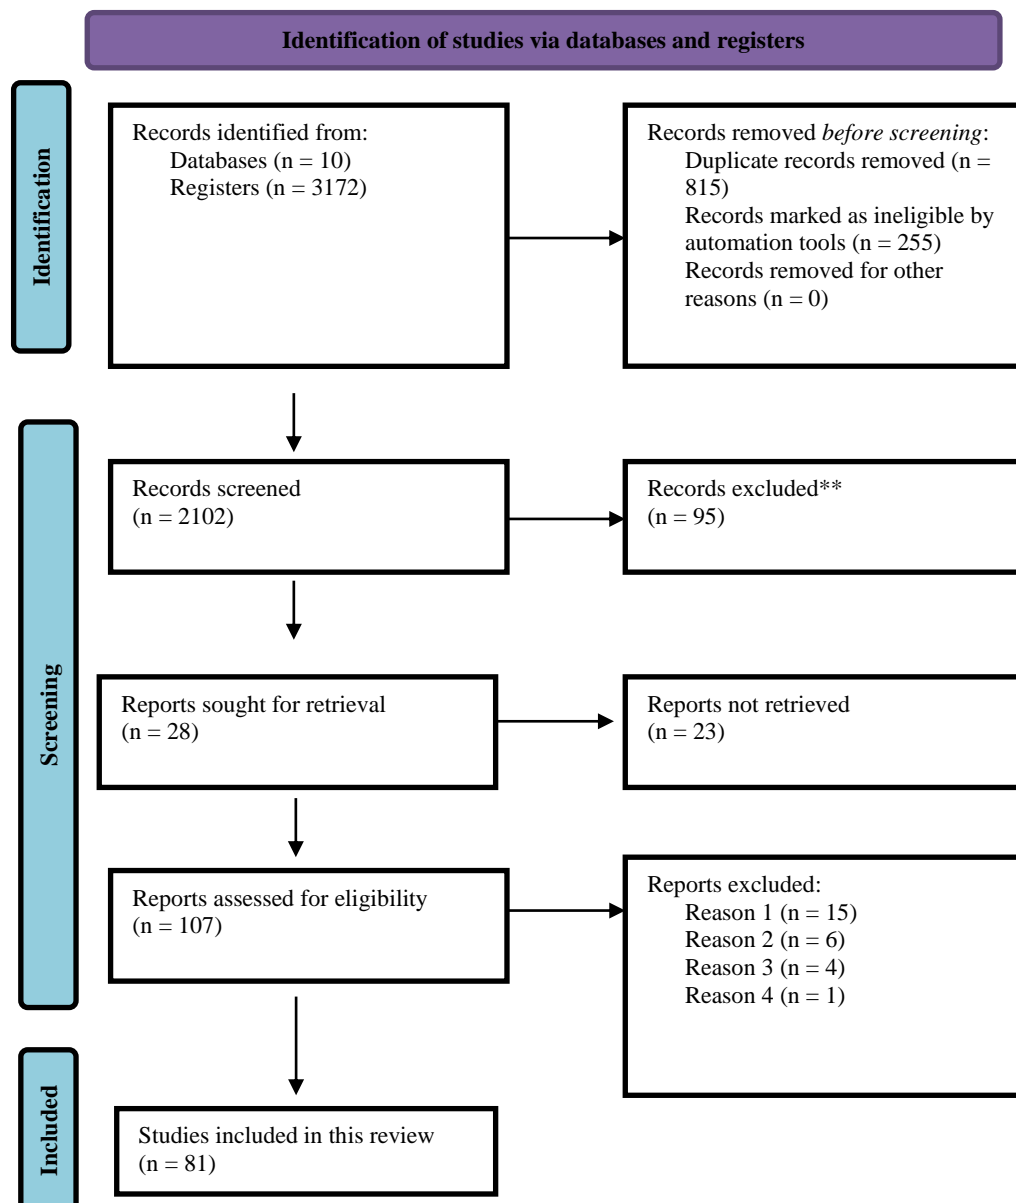 Identification of studies via databases and registers
Identification
Records identified from:
Databases (n = 10)
Registers (n = 3172)
Records removed before screening:
Duplicate records removed (n =
815)
Records marked as ineligible by
automation tools (n = 255)
Records removed for other
reasons (n = 0)
Screening
Records screened
(n = 2102)
Records excluded**
(n = 95)
Reports sought for retrieval
(n = 28)
Reports not retrieved
(n = 23)
Reports assessed for eligibility
(n = 107)
Reports excluded:
Reason 1 (n = 15)
Reason 2 (n = 6)
Reason 3 (n = 4)
Reason 4 (n = 1)
Included
Studies included in this review
(n = 81)